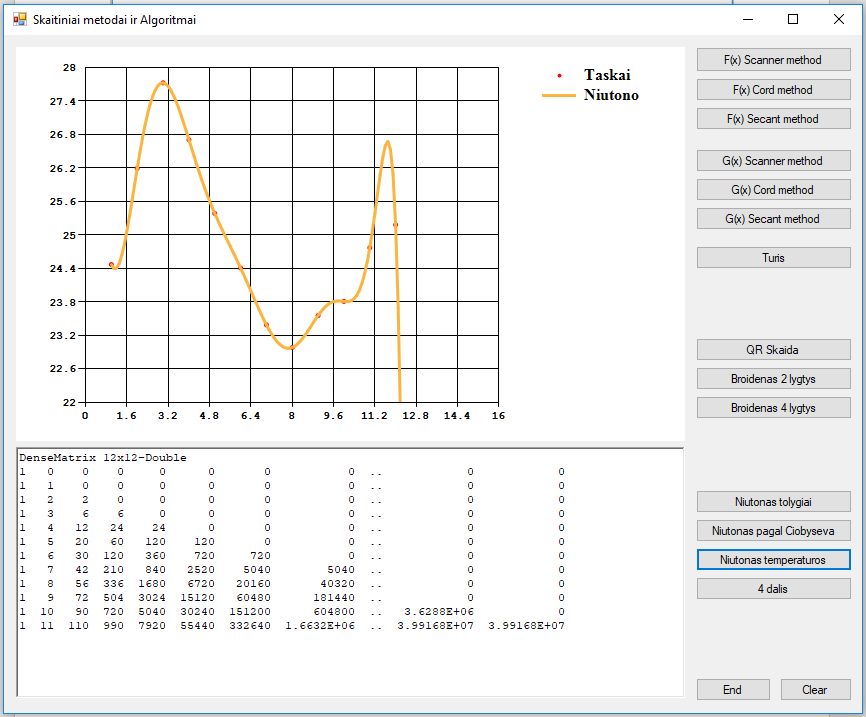 Skaitiniai metodai ir Algoritmai
28
27.4
26.8
26.2
25.6
25
24.4
23.8
23.2
22.6
22
0 1.6 3.2 4.8 6.4 8 9.6 11.2 12.8 14.4 16
Taskai
Niutono
F(x) Scanner method
F(x) Cord method
F(x) Secant method
G(x) Scanner method
G(x) Cord method
G(x) Secant method
Turis
QR Skaida
Broidenas 2 lygtys
Broidenas 4 lygtys
Niutonas tolygiai
Niutonas pagal Ciobyseva
Niutonas temperaturos
4 dalis
DenseMatrix 12x12-Double
1 0 0 0 0 0 0 0 .. 0 0
1 1 0 0 0 0 0 0 .. 0 0
1 2 2 0 0 0 0 0 .. 0 0
1 3 6 6 0 0 0 0 .. 0 0
1 4 12 24 24 0 0 0 .. 0 0
1 5 20 60 120 120 0 0 .. 0 0
1 6 30 120 360 720 720 0 .. 0 0
1 7 42 210 840 2520 5040 5040 .. 0 0
1 8 56 336 1680 6720 20160 40320 .. 0 0
1 9 72 504 3024 15120 60480 181440 .. 0 0
1 10 90 720 5040 30240 151200 604800 .. 3.6288E+06 0
1 11 110 990 7920 55440 332640 1.6632E+06 .. 3.99168E+07 3.99168E+07
End
Clear